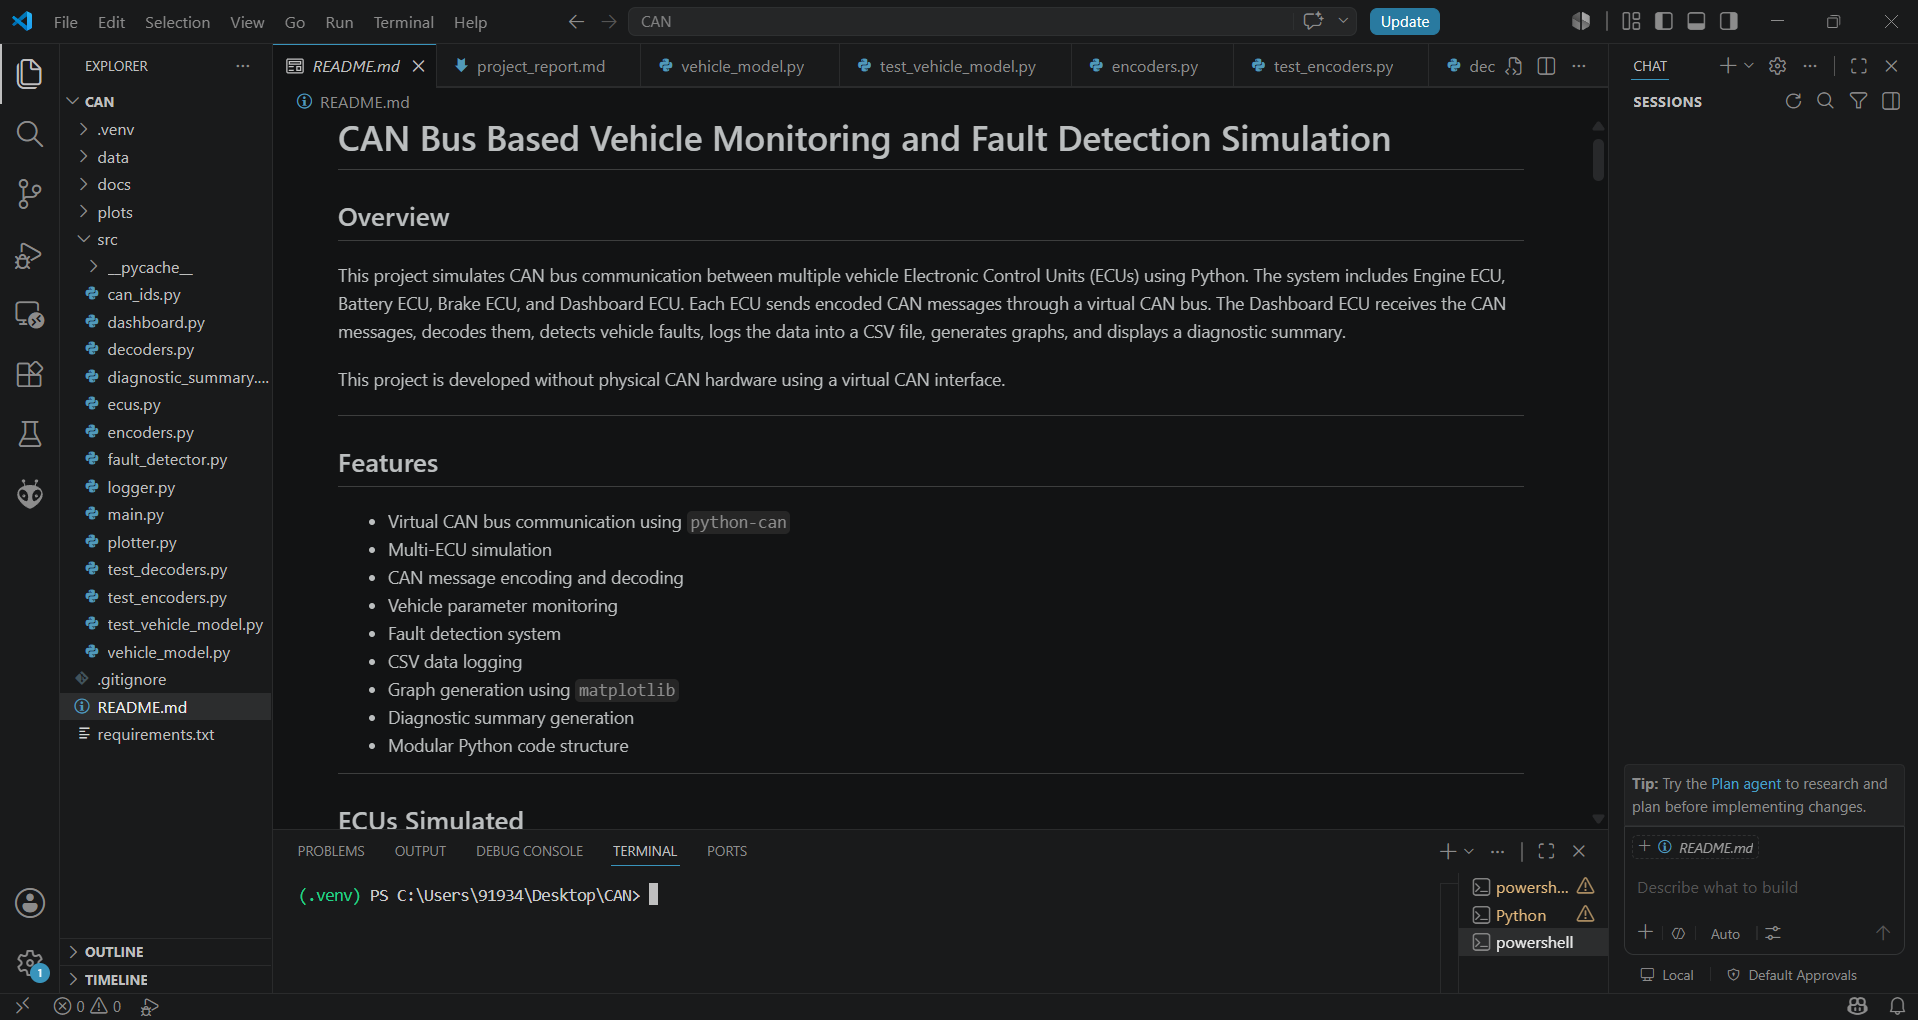 File Edit Selection View Go Run Terminal Help
CAN
Update
EXPLORER
CAN
.venv
data
docs
plots
src
__pycache__
can_ids.py
dashboard.py
decoders.py
diagnostic_summary....
ecus.py
encoders.py
fault_detector.py
logger.py
main.py
plotter.py
test_decoders.py
test_encoders.py
test_vehicle_model.py
vehicle_model.py
.gitignore
README.md
requirements.txt
OUTLINE
TIMELINE
README.md project_report.md vehicle_model.py test_vehicle_model.py encoders.py test_encoders.py dec
README.md
CAN Bus Based Vehicle Monitoring and Fault Detection Simulation
Overview
This project simulates CAN bus communication between multiple vehicle Electronic Control Units (ECUs) using Python. The system includes Engine ECU,
Battery ECU, Brake ECU, and Dashboard ECU. Each ECU sends encoded CAN messages through a virtual CAN bus. The Dashboard ECU receives the CAN
messages, decodes them, detects vehicle faults, logs the data into a CSV file, generates graphs, and displays a diagnostic summary.
This project is developed without physical CAN hardware using a virtual CAN interface.
Features
• Virtual CAN bus communication using python-can
• Multi-ECU simulation
• CAN message encoding and decoding
• Vehicle parameter monitoring
• Fault detection system
• CSV data logging
• Graph generation using matplotlib
• Diagnostic summary generation
• Modular Python code structure
ECUs Simulated
PROBLEMS OUTPUT DEBUG CONSOLE TERMINAL PORTS
(.venv) PS C:\Users\91934\Desktop\CAN>
powersh...
Python
powershell
CHAT
SESSIONS
Tip: Try the Plan agent to research and
plan before implementing changes.
README.md
Describe what to build
Auto
Local Default Approvals
1
0 0